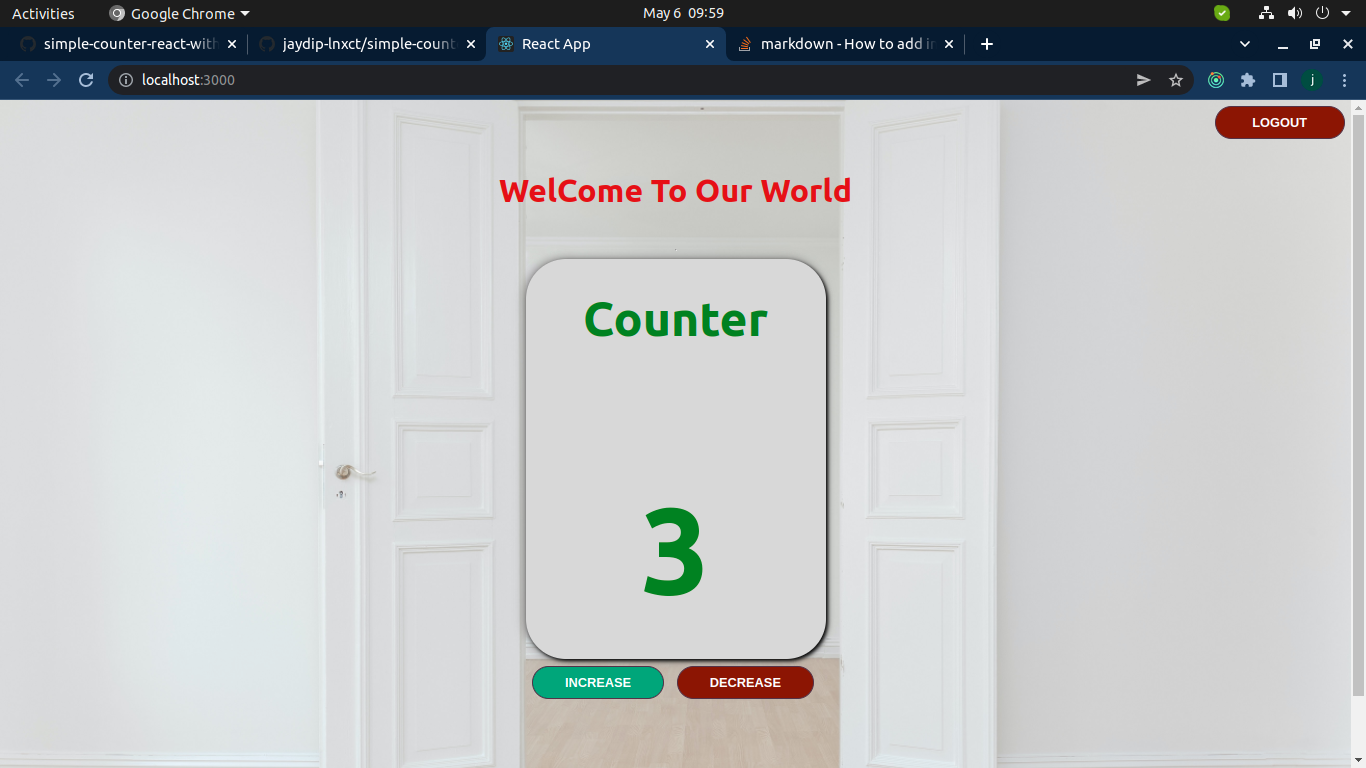 Activities
Google Chrome
May 6 09:59
simple-counter-react-with
jaydip-lnxct/simple-count
React App
markdown - How to add i
localhost:3000
j
LOGOUT
WelCome To Our World
Counter
3
INCREASE
DECREASE